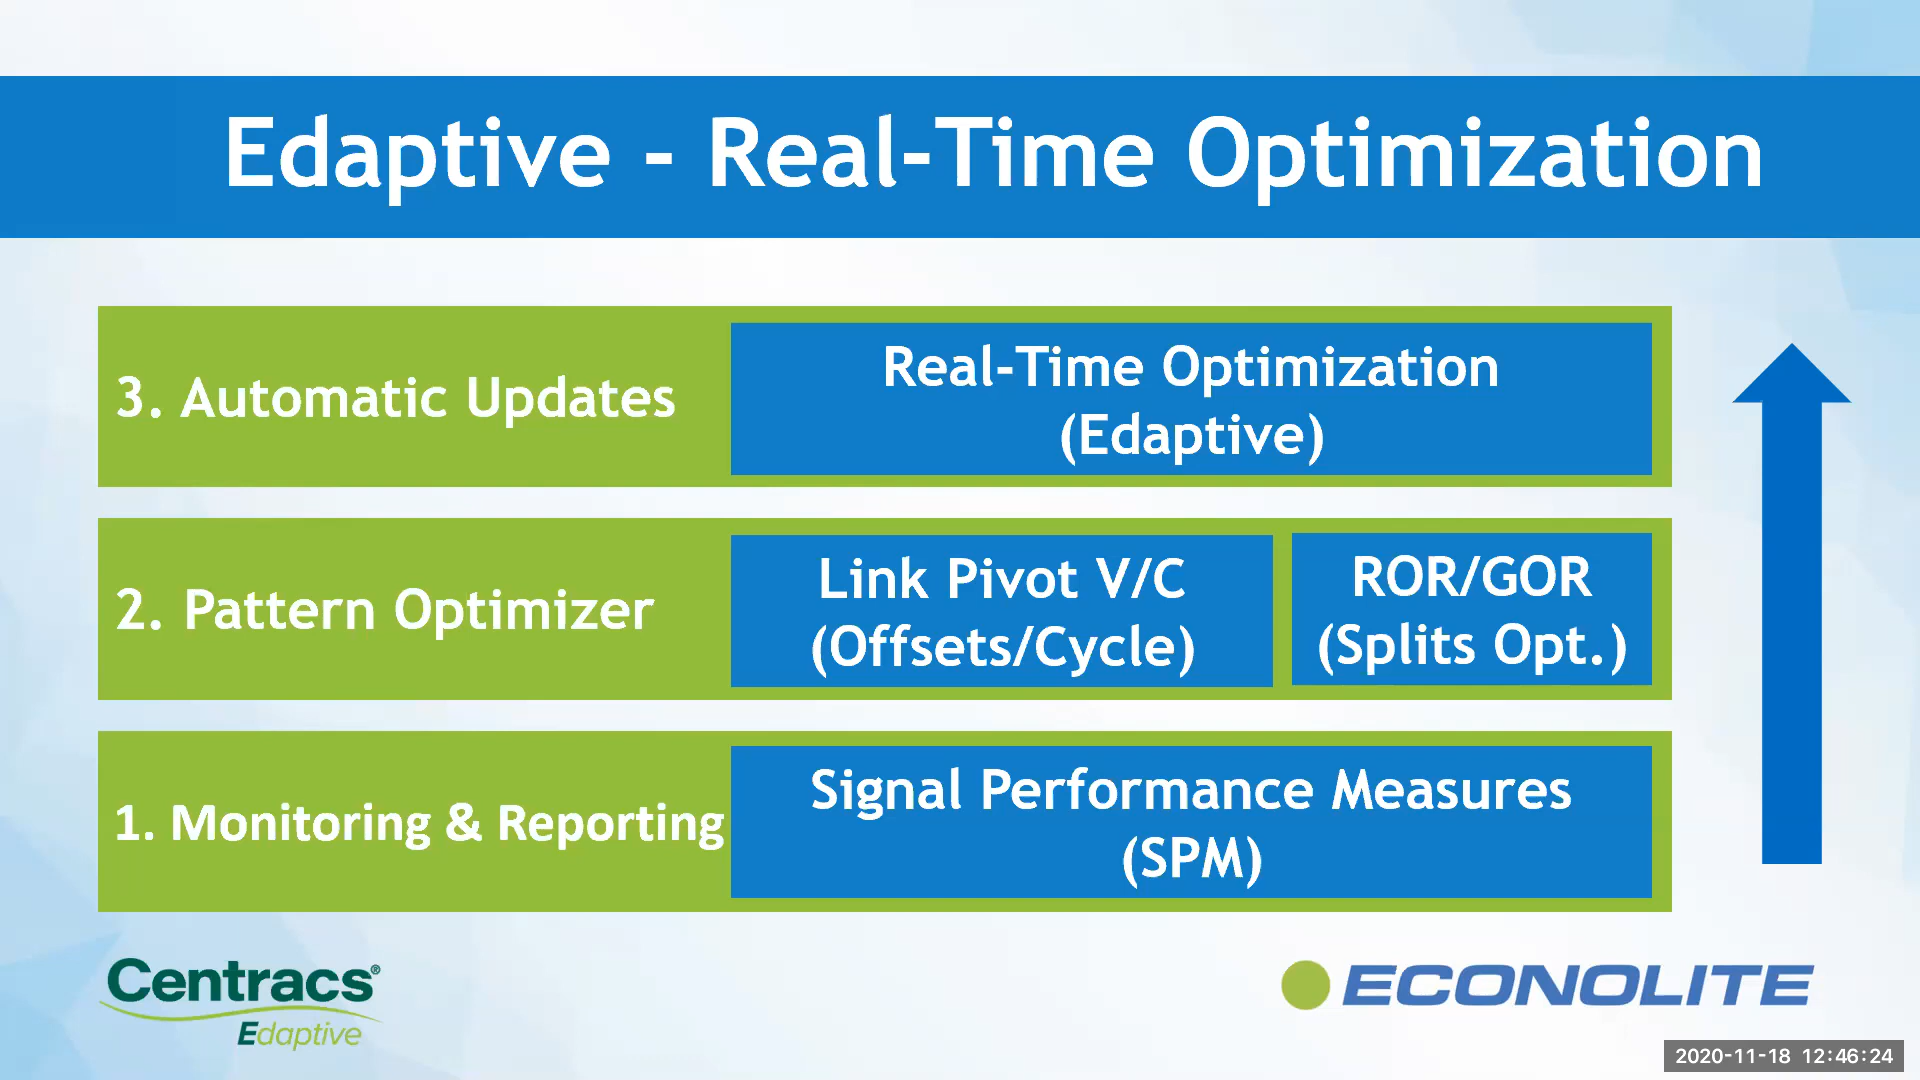 Edaptive - Real-Time Optimization
3. Automatic Updates
Real-Time Optimization
(Edaptive)
2. Pattern Optimizer
Link Pivot V/C
(Offsets/Cycle)
ROR/GOR
(Splits Opt.)
1. Monitoring & Reporting
Signal Performance Measures
(SPM)
Centracs®
Edaptive
ECONOLITE
2020-11-18 12:46:24